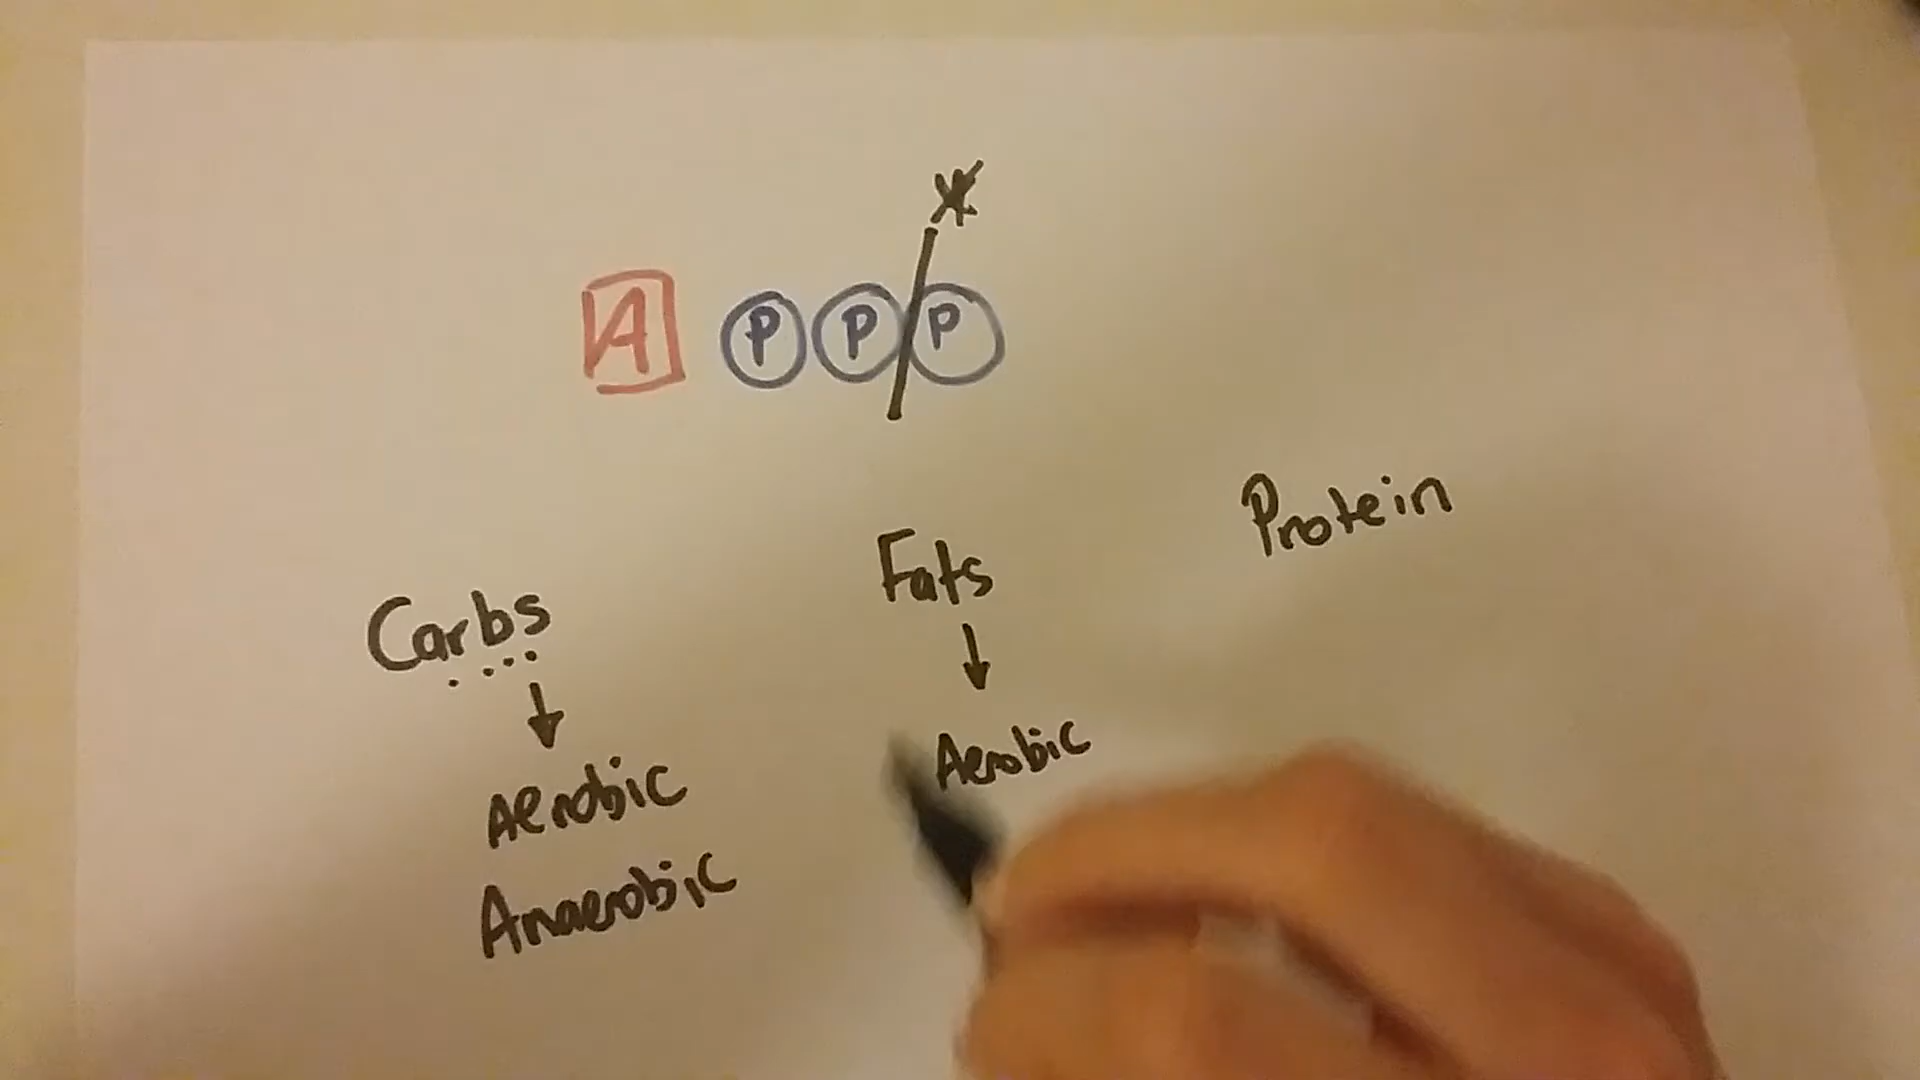 A P P P
Protein
Fats
Carbs
Aerobic
Aerobic
Anaerobic